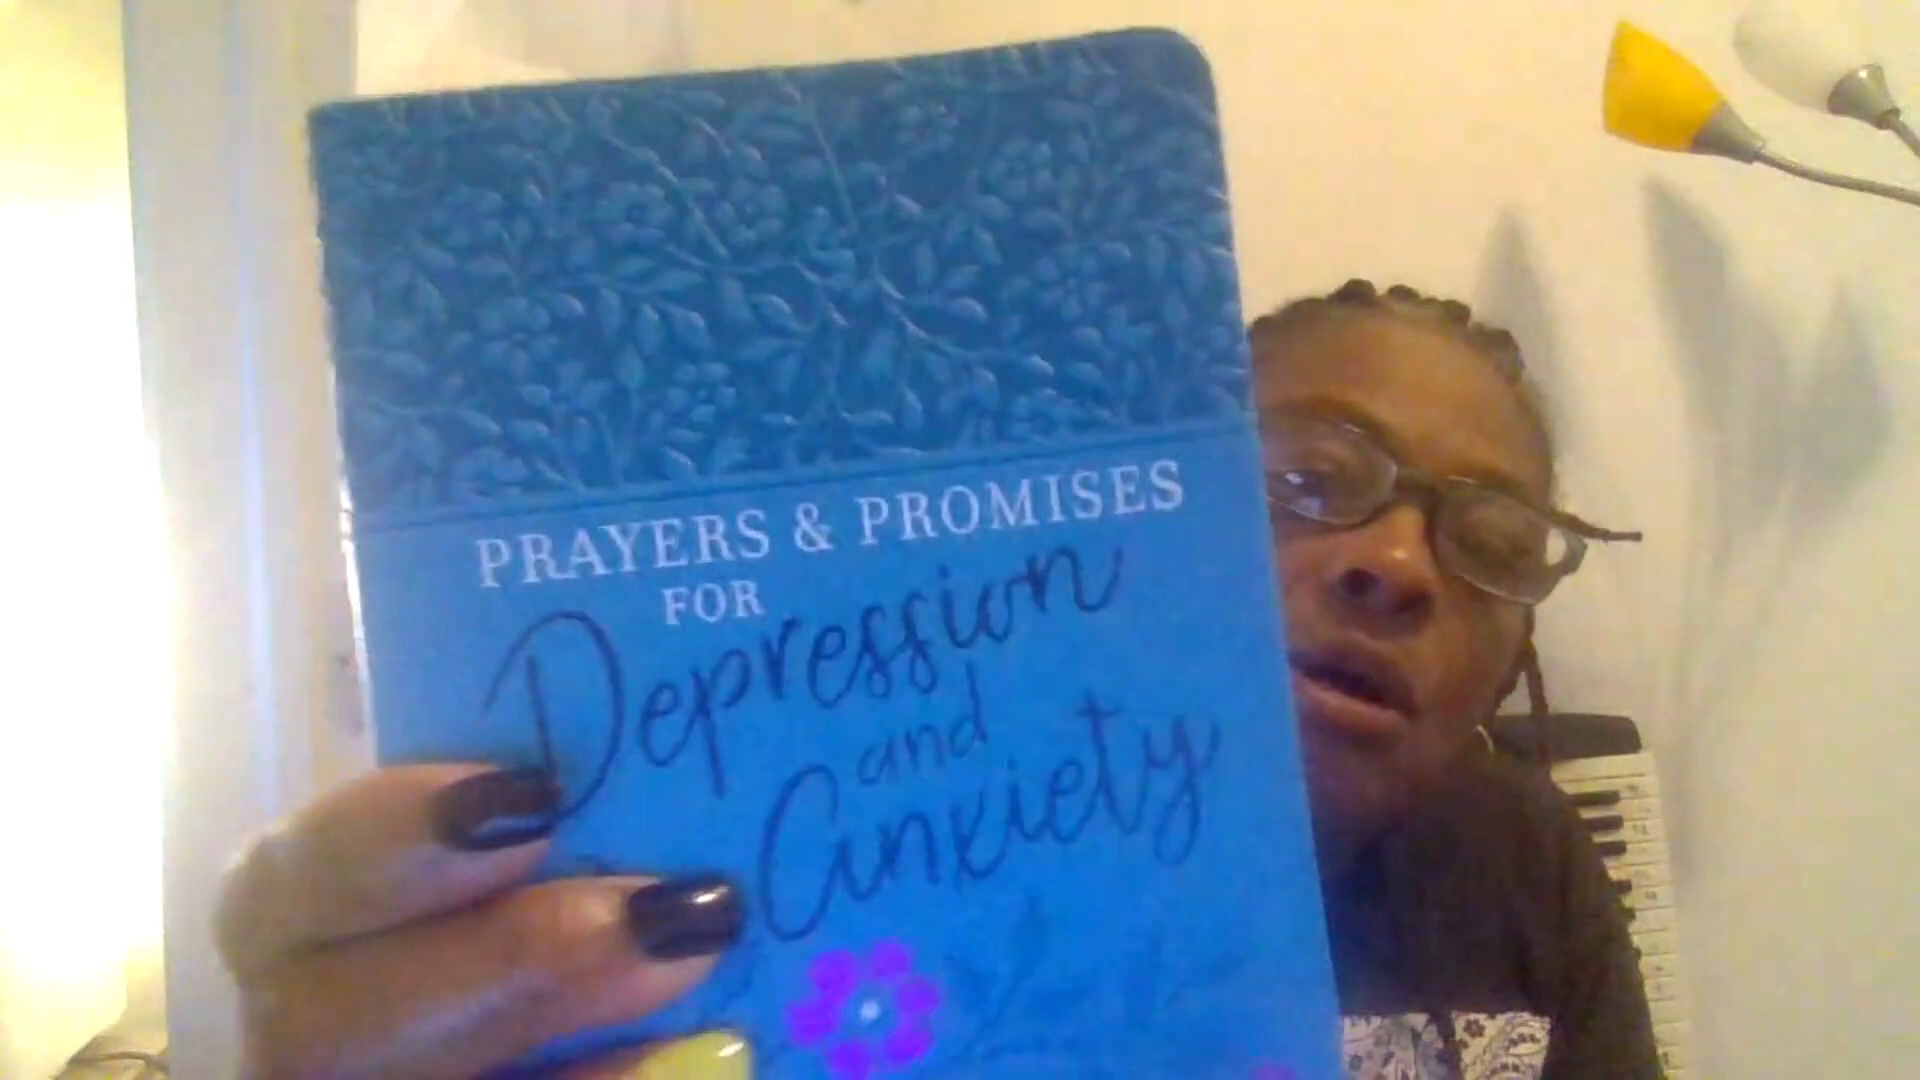 PRAYERS & PROMISES
FOR
Depression
and
Anxiety